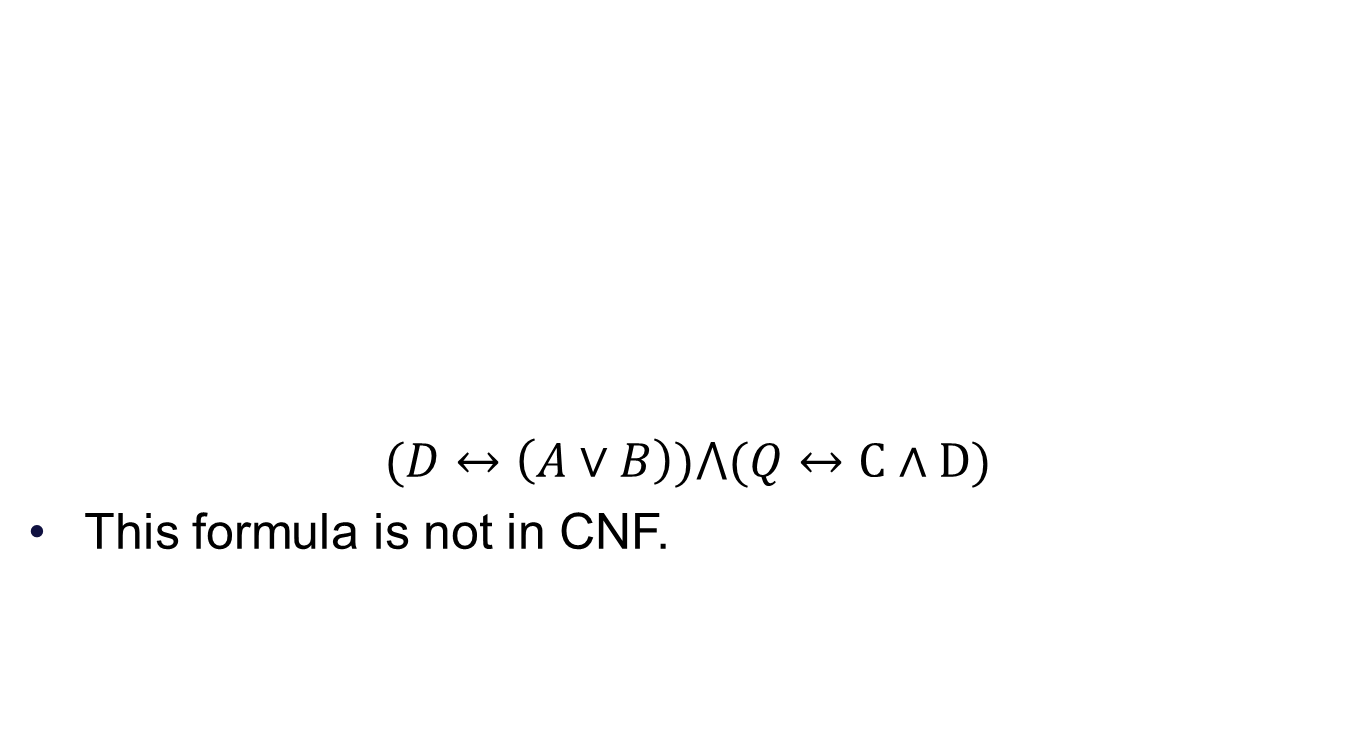 (D ↔ (A ∨ B))⋀(Q ↔ C ∧ D)
• This formula is not in CNF.